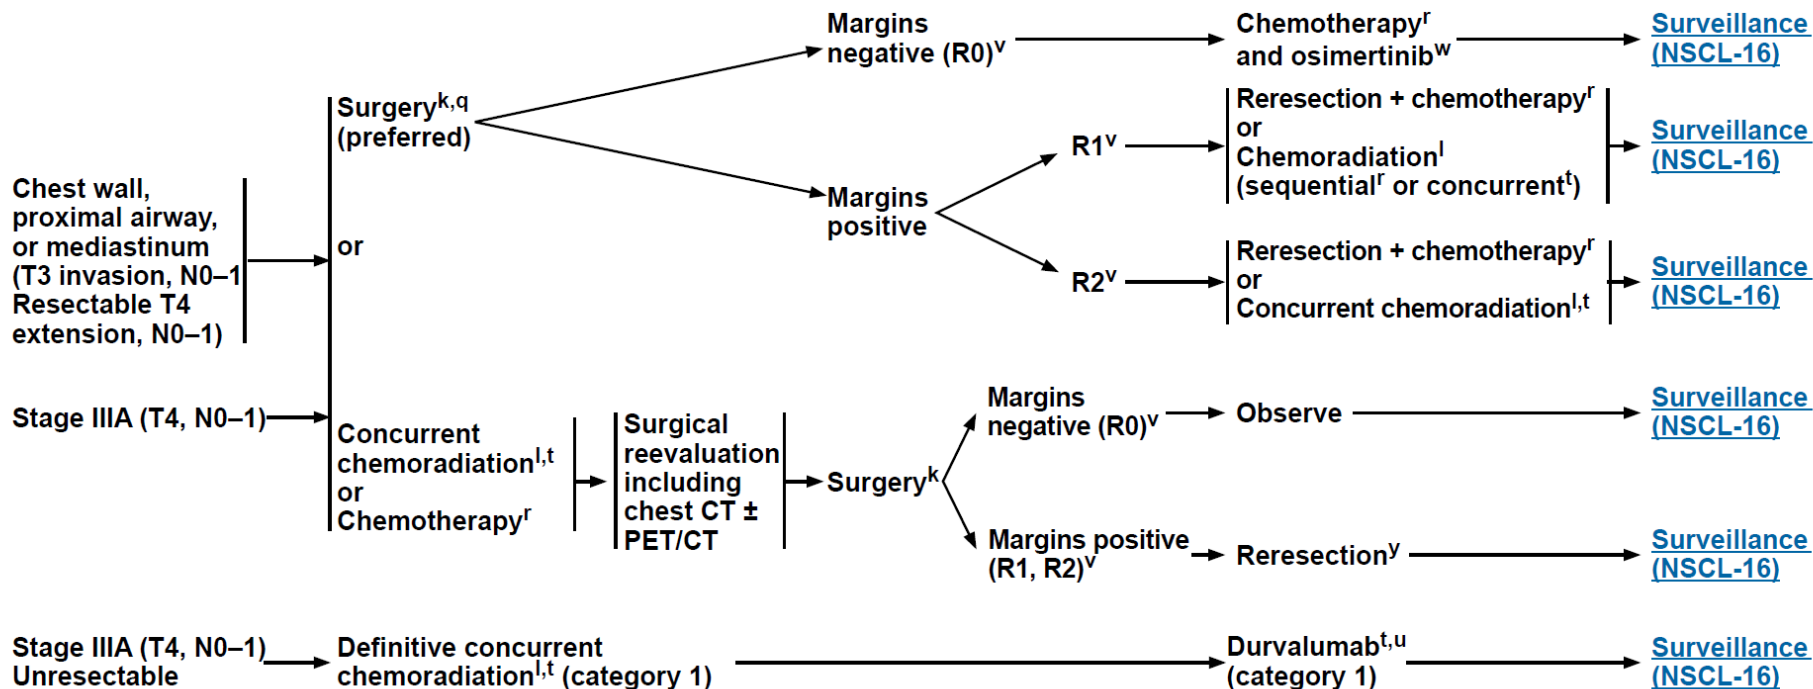 Chest wall,
proximal airway,
or mediastinum
(T3 invasion, N0–1
Resectable T4
extension, N0–1)
Stage IIIA (T4, N0–1)
Surgeryk,q
(preferred)
or
Concurrent
chemoradiationl,t
or
Chemotherapyr
Margins
negative (R0)v
Chemotherapyr
and osimertinibw
Surveillance
(NSCL-16)
Margins
positive
R1v
Reresection + chemotherapyr
or
Chemoradiationl
(sequentialr or concurrentt)
Surveillance
(NSCL-16)
R2v
Reresection + chemotherapyr
or
Concurrent chemoradiationl,t
Surveillance
(NSCL-16)
Surgical
reevaluation
including
chest CT ±
PET/CT
Surgeryk
Margins
negative (R0)v
Observe
Surveillance
(NSCL-16)
Margins positive
(R1, R2)v
Reresectiony
Surveillance
(NSCL-16)
Stage IIIA (T4, N0–1)
Unresectable
Definitive concurrent
chemoradiationl,t (category 1)
Durvalumabt,u
(category 1)
Surveillance
(NSCL-16)